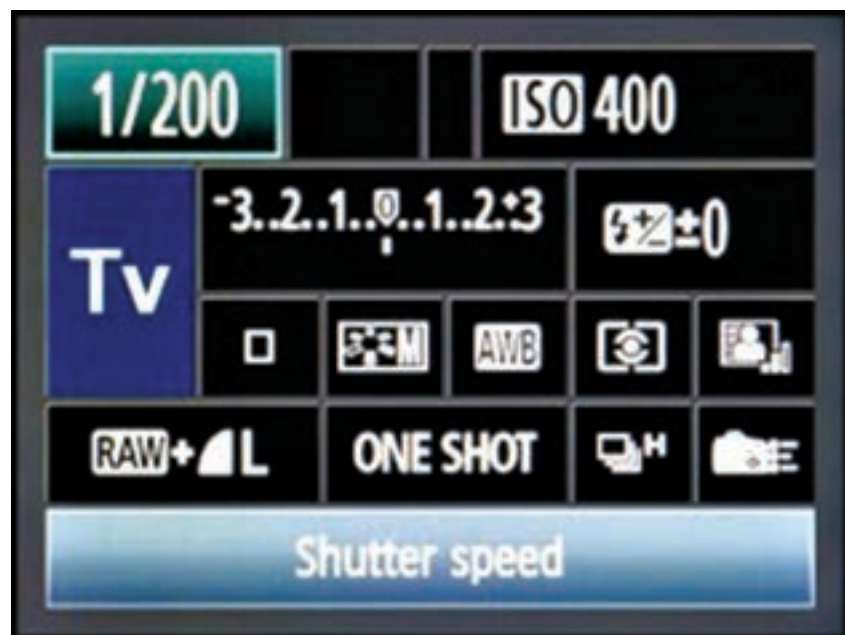 1/200 ISO 400
Tv -3..2..1..0..1..2.+3 ±0
M AWB
RAW+L ONE SHOT H
Shutter speed